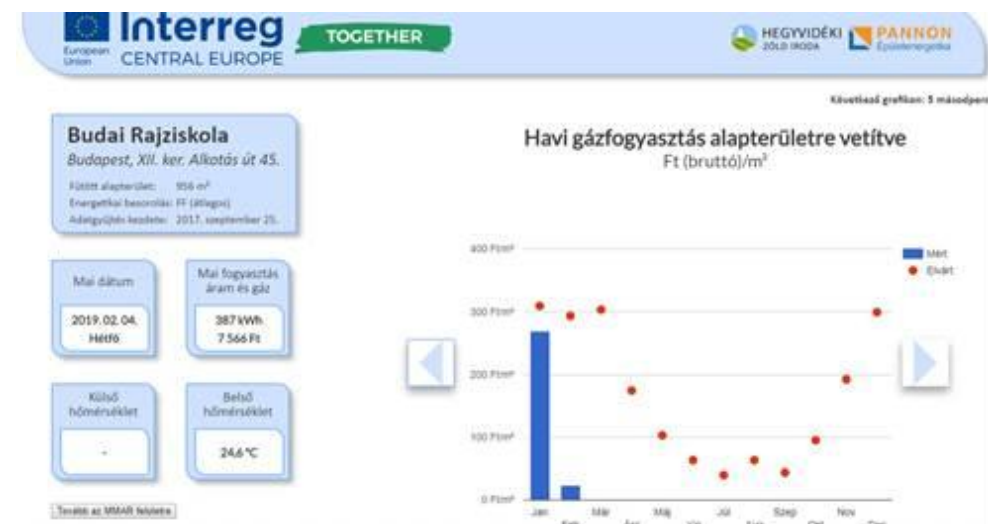 Interreg
European
Union
CENTRAL EUROPE
TOGETHER
HEGYVIDÉKI
ZÖLD IRODA
PANNON
Épületenergetika
Következő grafikon: 5 másodperc
Budai Rajziskola
Budapest, XII. ker. Alkotás út 45.
Fűtött alapterület: 956 m²
Energetikai besorolás: FF (átlagos)
Adatgyűjtés kezdete: 2017. szeptember 25.
Mai dátum
2019. 02. 04.
Hétfő
Mai fogyasztás
áram és gáz
387 kWh
7 566 Ft
Külső
hőmérséklet
-
Belső
hőmérséklet
24,6 °C
Tovább az MMAR felületre
Havi gázfogyasztás alapterületre vetítve
Ft (bruttó)/m²
400 Ft/m²
300 Ft/m²
200 Ft/m²
100 Ft/m²
0 Ft/m²
Mért
Elvárt
Jan
Már
Máj
Júl
Szep
Nov